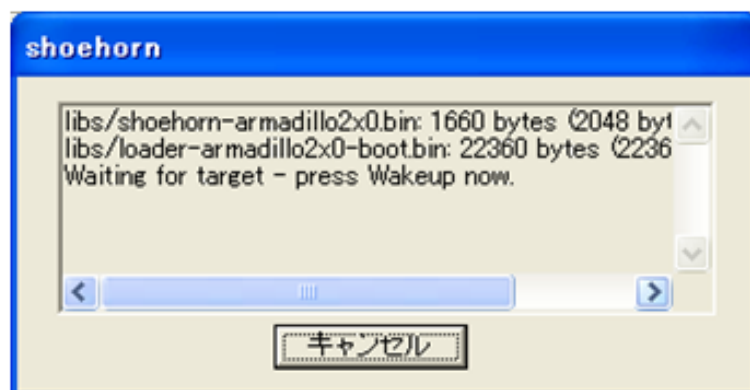 shoehorn
libs/shoehorn-armadillo2x0.bin: 1660 bytes (2048 byt
libs/loader-armadillo2x0-boot.bin: 22360 bytes (2236
Waiting for target - press Wakeup now.
キャンセル